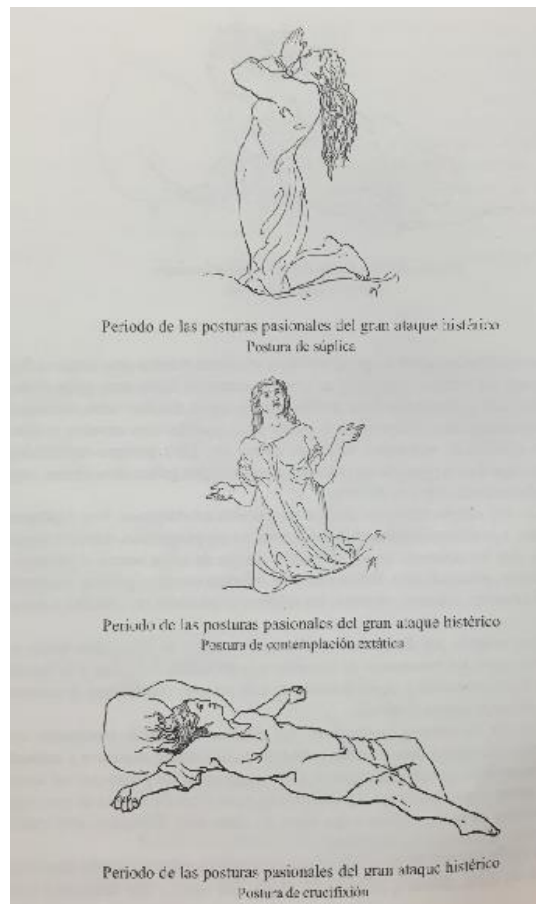 Periodo de las posturas pasionales del gran ataque histérico
Postura de súplica
Periodo de las posturas pasionales del gran ataque histérico
Postura de contemplación extática
Periodo de las posturas pasionales del gran ataque histérico
Postura de crucifixión